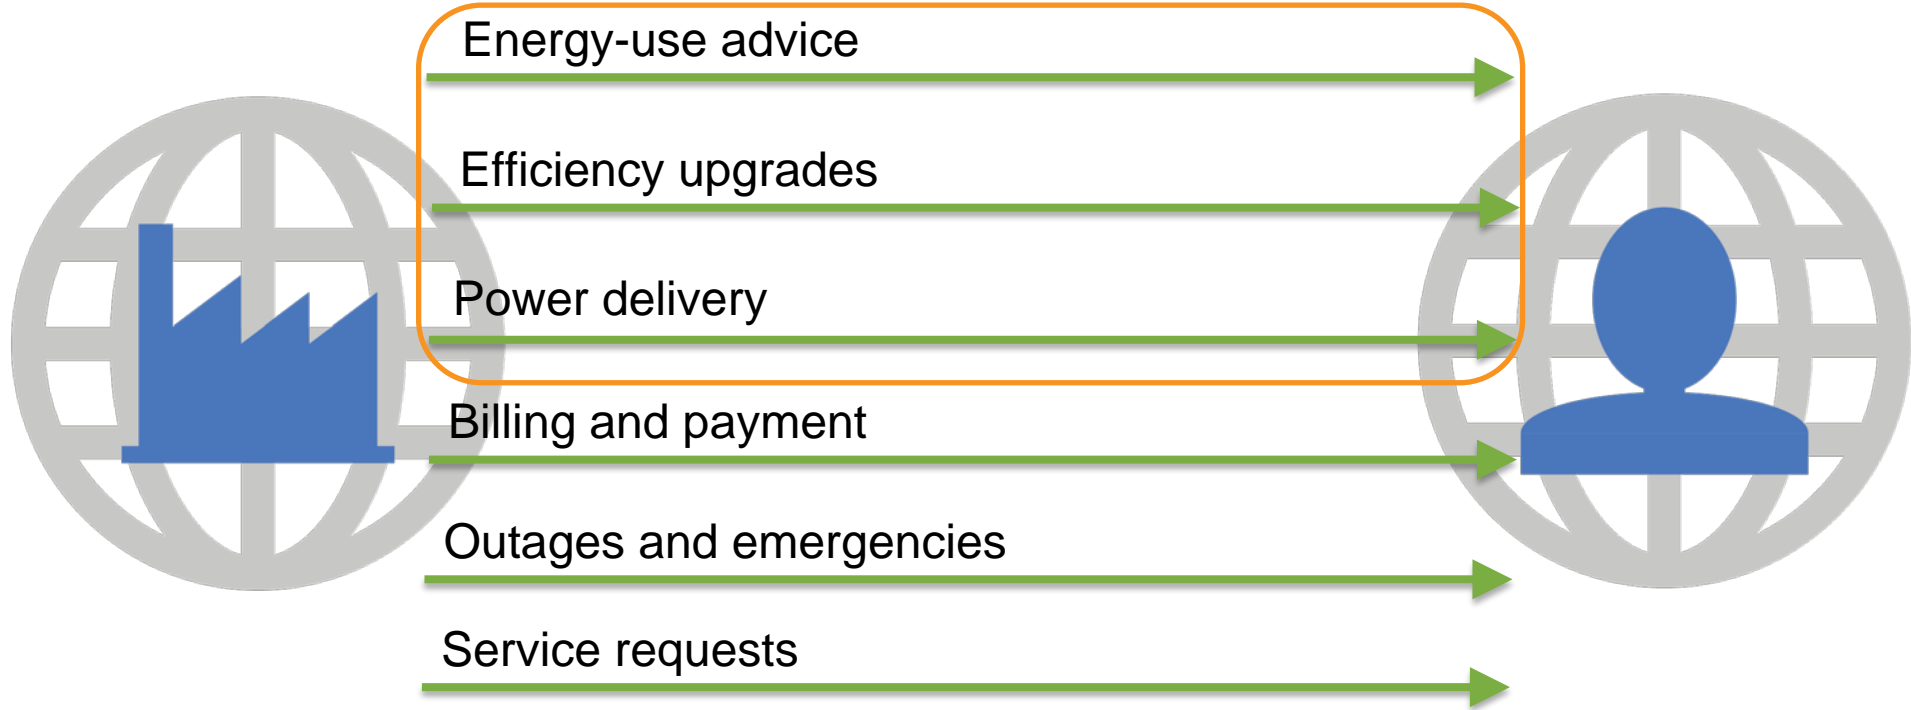 Energy-use advice
Efficiency upgrades
Power delivery
Billing and payment
Outages and emergencies
Service requests